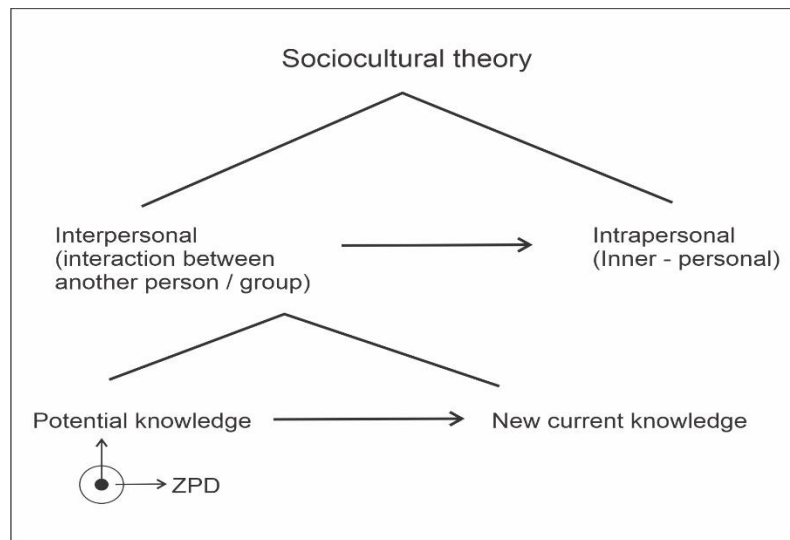 Sociocultural theory
Interpersonal
(interaction between
another person / group)
Intrapersonal
(Inner - personal)
Potential knowledge
New current knowledge
ZPD